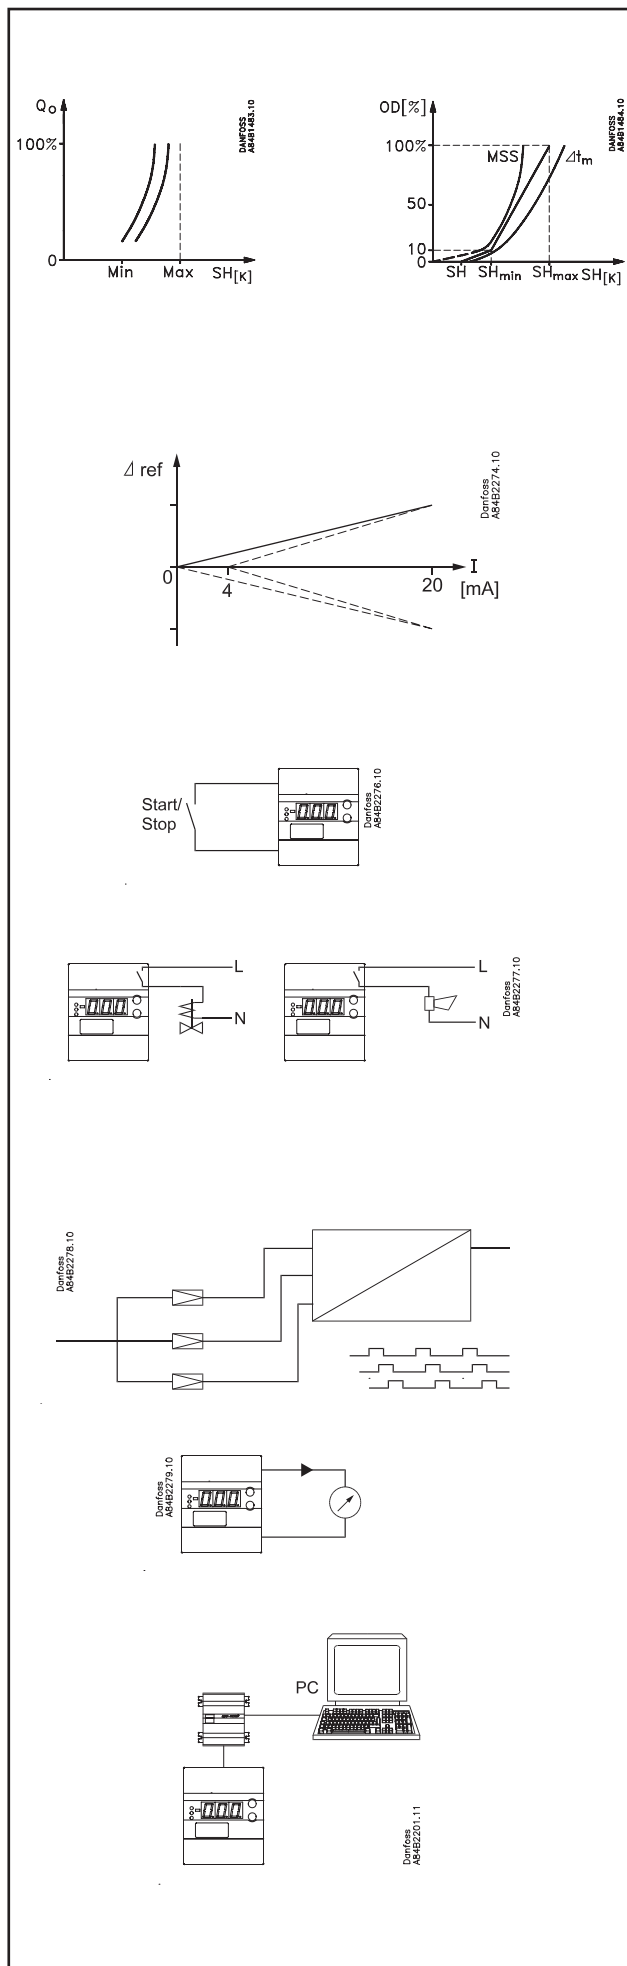 Qo
100%
0
Min Max SH[K]
DANFOSS
A84B1483.10
OD[%]
100%
50
10
0
MSS
Δtm
SH SHmin SHmax SH[K]
DANFOSS
A84B1484.10
Δ ref
0
4
20
I
[mA]
Danfoss
A84B2274.10
Start/
Stop
Danfoss
A84B2276.10
L
N
L
N
Danfoss
A84B2277.10
Danfoss
A84B2278.10
Danfoss
A84B2279.10
PC
Danfoss
A84B2201.11